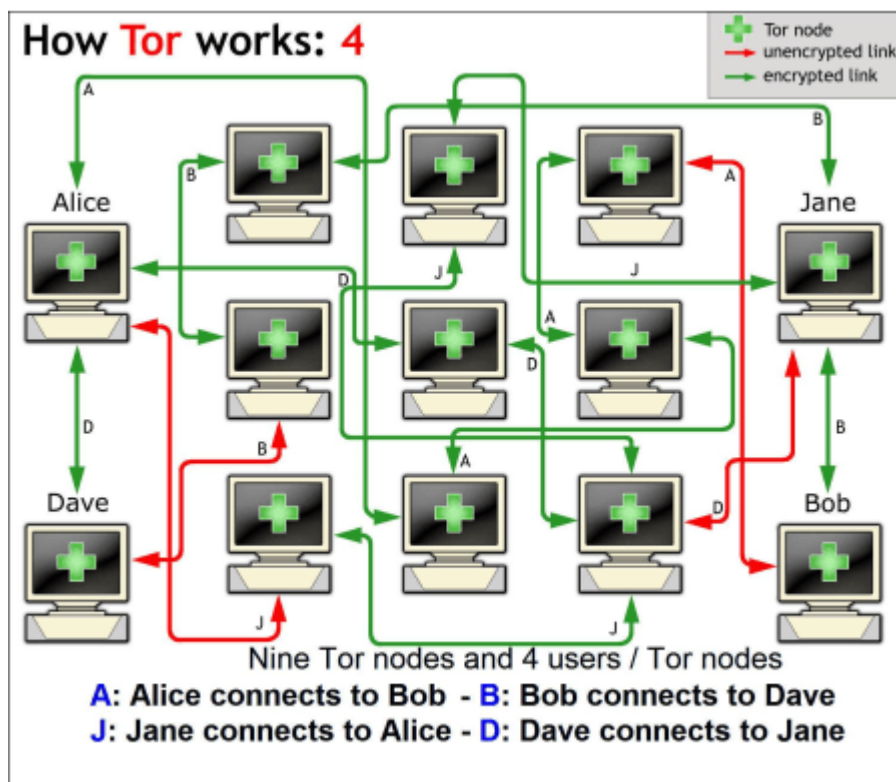 How Tor works: 4
Tor node
unencrypted link
encrypted link
A
B
B
A
Alice
Jane
J
J
D
A
D
D
B
B
A
D
Dave
Bob
J
J
Nine Tor nodes and 4 users / Tor nodes
A: Alice connects to Bob - B: Bob connects to Dave
J: Jane connects to Alice - D: Dave connects to Jane